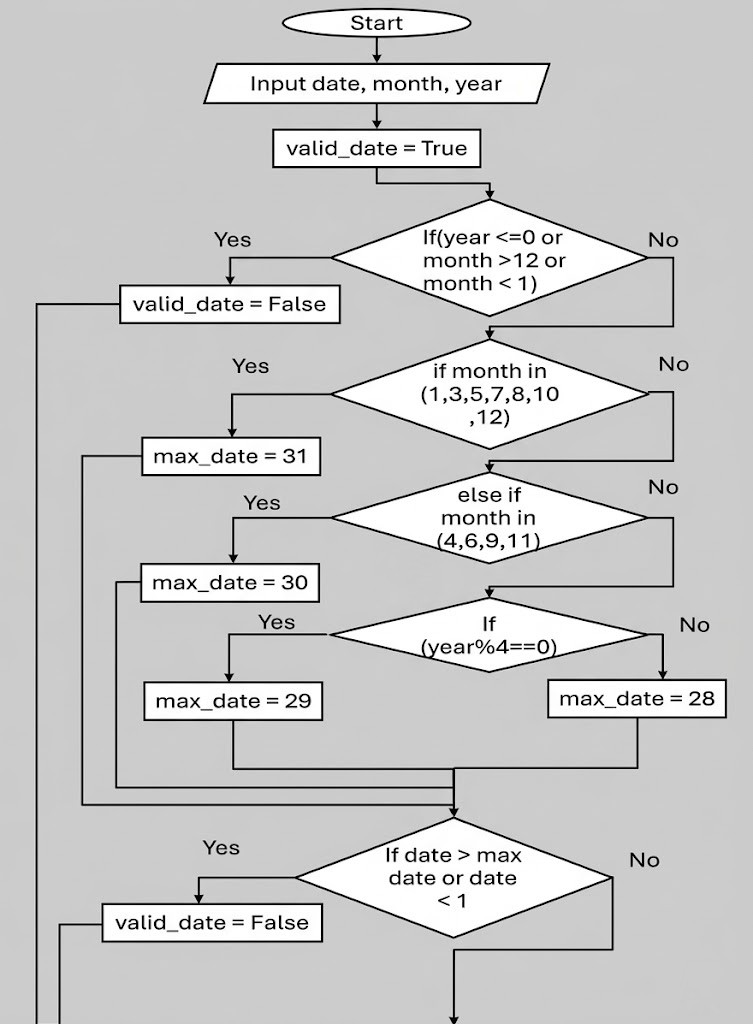 Start
Input date, month, year
valid_date = True
Yes
If(year <=0 or
month >12 or
month < 1)
No
valid_date = False
Yes
if month in
(1,3,5,7,8,10
,12)
No
max_date = 31
Yes
else if
month in
(4,6,9,11)
No
max_date = 30
Yes
If
(year%4==0)
No
max_date = 29
max_date = 28
Yes
If date > max
date or date
< 1
No
valid_date = False